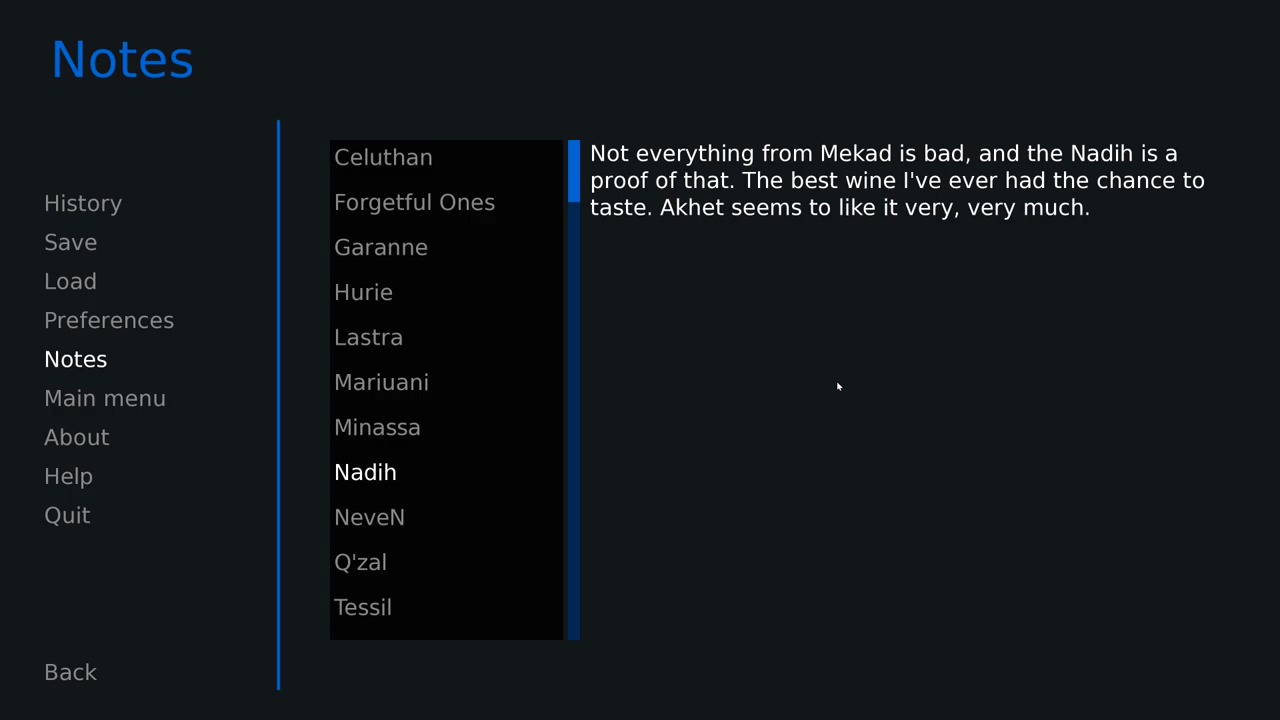 Notes
History
Save
Load
Preferences
Notes
Main menu
About
Help
Quit
Back
Celuthan
Forgetful Ones
Garanne
Hurie
Lastra
Mariuani
Minassa
Nadih
NeveN
Q'zal
Tessil
Not everything from Mekad is bad, and the Nadih is a
proof of that. The best wine I've ever had the chance to
taste. Akhet seems to like it very, very much.